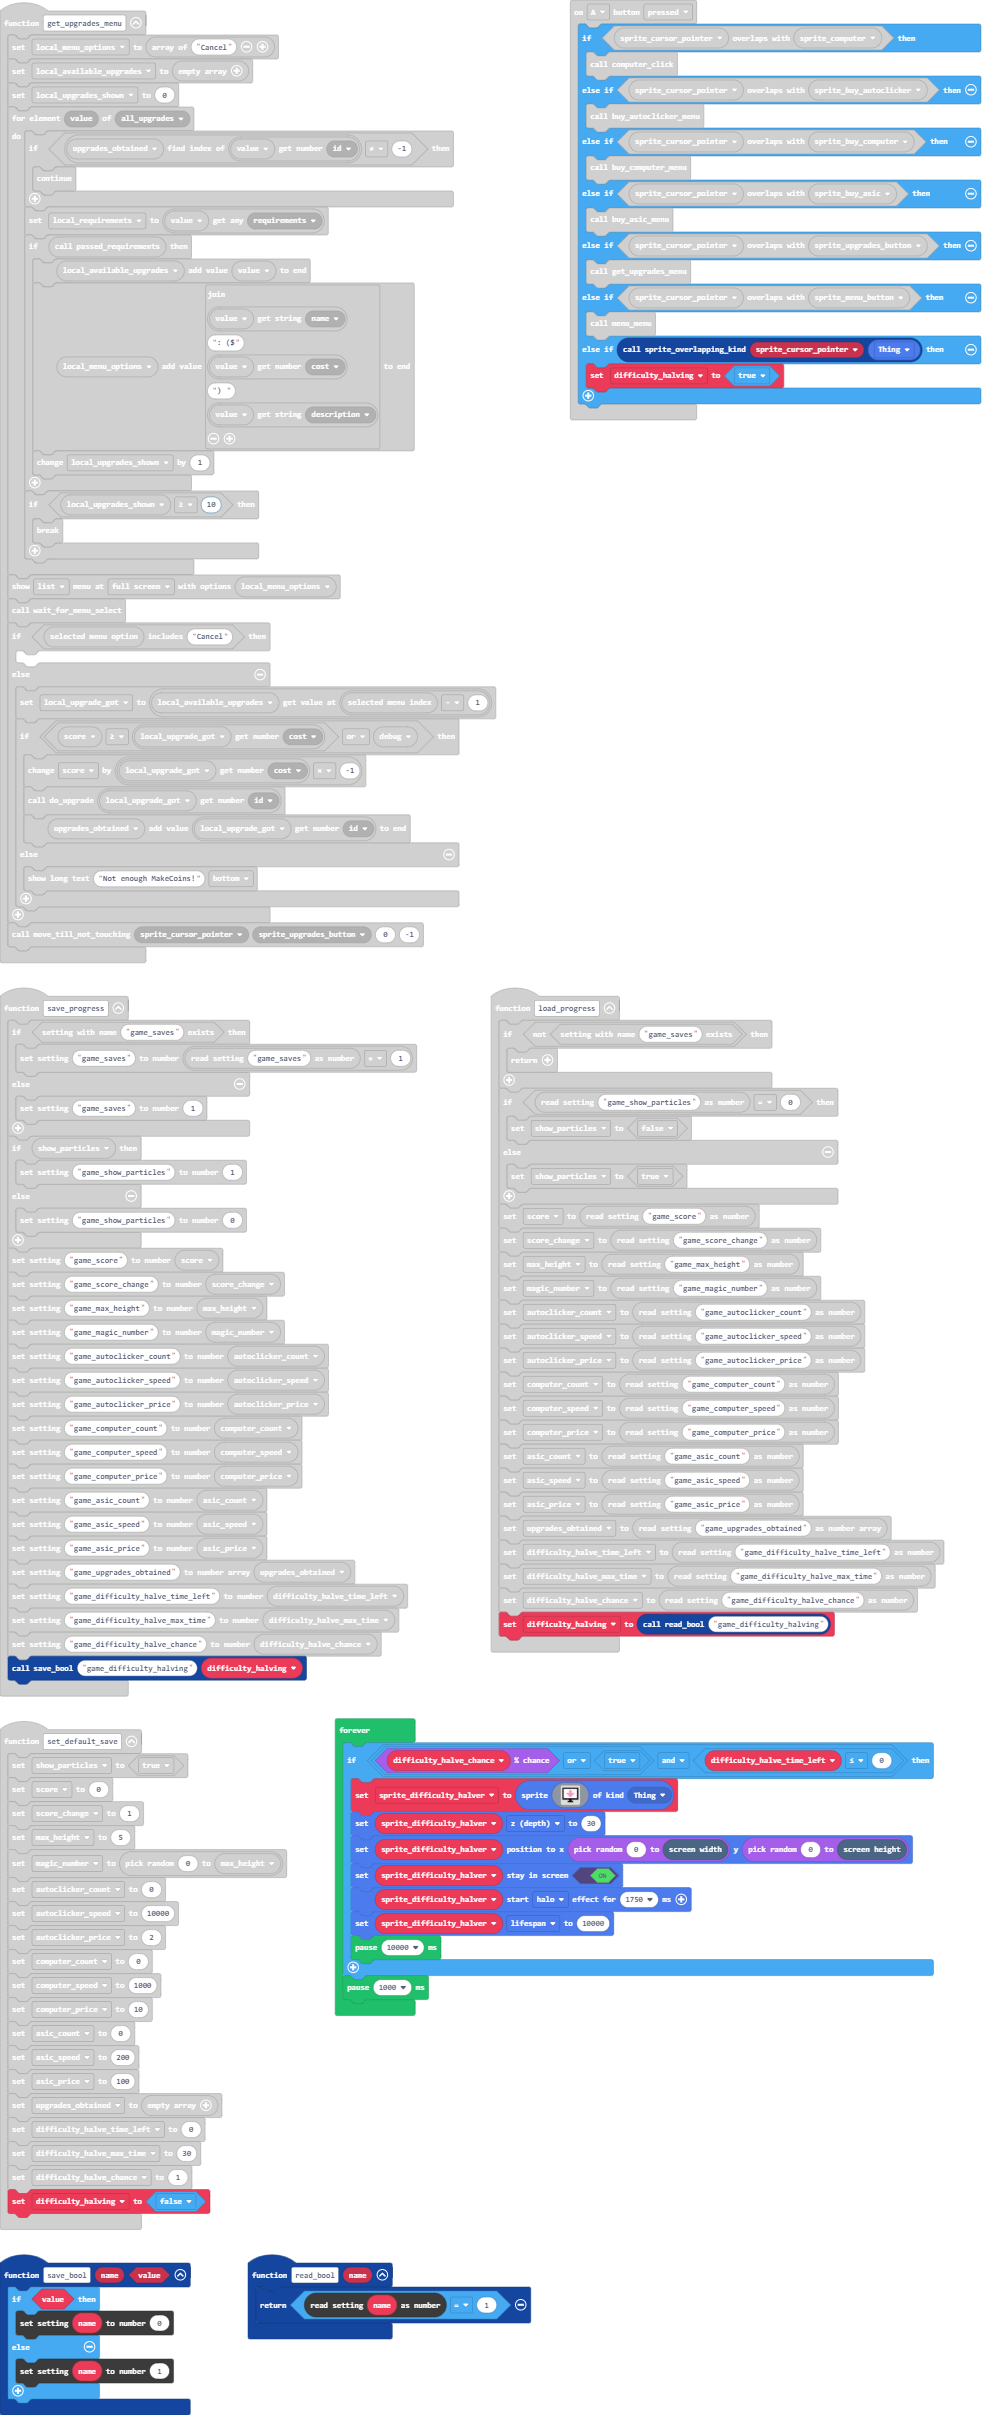 function get_upgrades_menu
set local_menu_options to array of "Cancel"
set local_available_upgrades to empty array
set local_upgrades_shown to 0
for element value of all_upgrades
do
if upgrades_obtained find index of value get number id ≠ -1 then
continue
set local_requirements to value get any requirements
if call passed_requirements then
local_available_upgrades add value value to end
join
value get string name
": ($"
local_menu_options add value value get number cost to end
") "
value get string description
change local_upgrades_shown by 1
if local_upgrades_shown ≥ 10 then
break
show list menu at full screen with options local_menu_options
call wait_for_menu_select
if selected menu option includes "Cancel" then
else
set local_upgrade_got to local_available_upgrades get value at selected menu index - 1
if score ≥ local_upgrade_got get number cost or debug then
change score by local_upgrade_got get number cost × -1
call do_upgrade local_upgrade_got get number id
upgrades_obtained add value local_upgrade_got get number id to end
else
show long text "Not enough MakeCoins!" bottom
call move_till_not_touching sprite_cursor_pointer sprite_upgrades_button 0 -1
on A button pressed
if sprite_cursor_pointer overlaps with sprite_computer then
call computer_click
else if sprite_cursor_pointer overlaps with sprite_buy_autoclicker then
call buy_autoclicker_menu
else if sprite_cursor_pointer overlaps with sprite_buy_computer then
call buy_computer_menu
else if sprite_cursor_pointer overlaps with sprite_buy_asic then
call buy_asic_menu
else if sprite_cursor_pointer overlaps with sprite_upgrades_button then
call get_upgrades_menu
else if sprite_cursor_pointer overlaps with sprite_menu_button then
call menu_menu
else if call sprite_overlapping_kind sprite_cursor_pointer Thing then
set difficulty_halving to true
function save_progress
if setting with name "game_saves" exists then
set setting "game_saves" to number read setting "game_saves" as number + 1
else
set setting "game_saves" to number 1
if show_particles then
set setting "game_show_particles" to number 1
else
set setting "game_show_particles" to number 0
set setting "game_score" to number score
set setting "game_score_change" to number score_change
set setting "game_max_height" to number max_height
set setting "game_magic_number" to number magic_number
set setting "game_autoclicker_count" to number autoclicker_count
set setting "game_autoclicker_speed" to number autoclicker_speed
set setting "game_autoclicker_price" to number autoclicker_price
set setting "game_computer_count" to number computer_count
set setting "game_computer_speed" to number computer_speed
set setting "game_computer_price" to number computer_price
set setting "game_asic_count" to number asic_count
set setting "game_asic_speed" to number asic_speed
set setting "game_asic_price" to number asic_price
set setting "game_upgrades_obtained" to number array upgrades_obtained
set setting "game_difficulty_halve_time_left" to number difficulty_halve_time_left
set setting "game_difficulty_halve_max_time" to number difficulty_halve_max_time
set setting "game_difficulty_halve_chance" to number difficulty_halve_chance
call save_bool "game_difficulty_halving" difficulty_halving
function load_progress
if not setting with name "game_saves" exists then
return
if read setting "game_show_particles" as number = 0 then
set show_particles to false
else
set show_particles to true
set score to read setting "game_score" as number
set score_change to read setting "game_score_change" as number
set max_height to read setting "game_max_height" as number
set magic_number to read setting "game_magic_number" as number
set autoclicker_count to read setting "game_autoclicker_count" as number
set autoclicker_speed to read setting "game_autoclicker_speed" as number
set autoclicker_price to read setting "game_autoclicker_price" as number
set computer_count to read setting "game_computer_count" as number
set computer_speed to read setting "game_computer_speed" as number
set computer_price to read setting "game_computer_price" as number
set asic_count to read setting "game_asic_count" as number
set asic_speed to read setting "game_asic_speed" as number
set asic_price to read setting "game_asic_price" as number
set upgrades_obtained to read setting "game_upgrades_obtained" as number array
set difficulty_halve_time_left to read setting "game_difficulty_halve_time_left" as number
set difficulty_halve_max_time to read setting "game_difficulty_halve_max_time" as number
set difficulty_halve_chance to read setting "game_difficulty_halve_chance" as number
set difficulty_halving to call read_bool "game_difficulty_halving"
function set_default_save
set show_particles to true
set score to 0
set score_change to 1
set max_height to 5
set magic_number to pick random 0 to max_height
set autoclicker_count to 0
set autoclicker_speed to 10000
set autoclicker_price to 2
set computer_count to 0
set computer_speed to 1000
set computer_price to 10
set asic_count to 0
set asic_speed to 200
set asic_price to 100
set upgrades_obtained to empty array
set difficulty_halve_time_left to 0
set difficulty_halve_max_time to 30
set difficulty_halve_chance to 1
set difficulty_halving to false
forever
if difficulty_halve_chance % chance or true and difficulty_halve_time_left ≤ 0 then
set sprite_difficulty_halver to sprite of kind Thing
set sprite_difficulty_halver z (depth) to 30
set sprite_difficulty_halver position to x pick random 0 to screen width y pick random 0 to screen height
set sprite_difficulty_halver stay in screen ON
sprite_difficulty_halver start halo effect for 1750 ms
set sprite_difficulty_halver lifespan to 10000
pause 10000 ms
pause 1000 ms
function save_bool name value
if value then
set setting name to number 0
else
set setting name to number 1
function read_bool name
return read setting name as number = 1